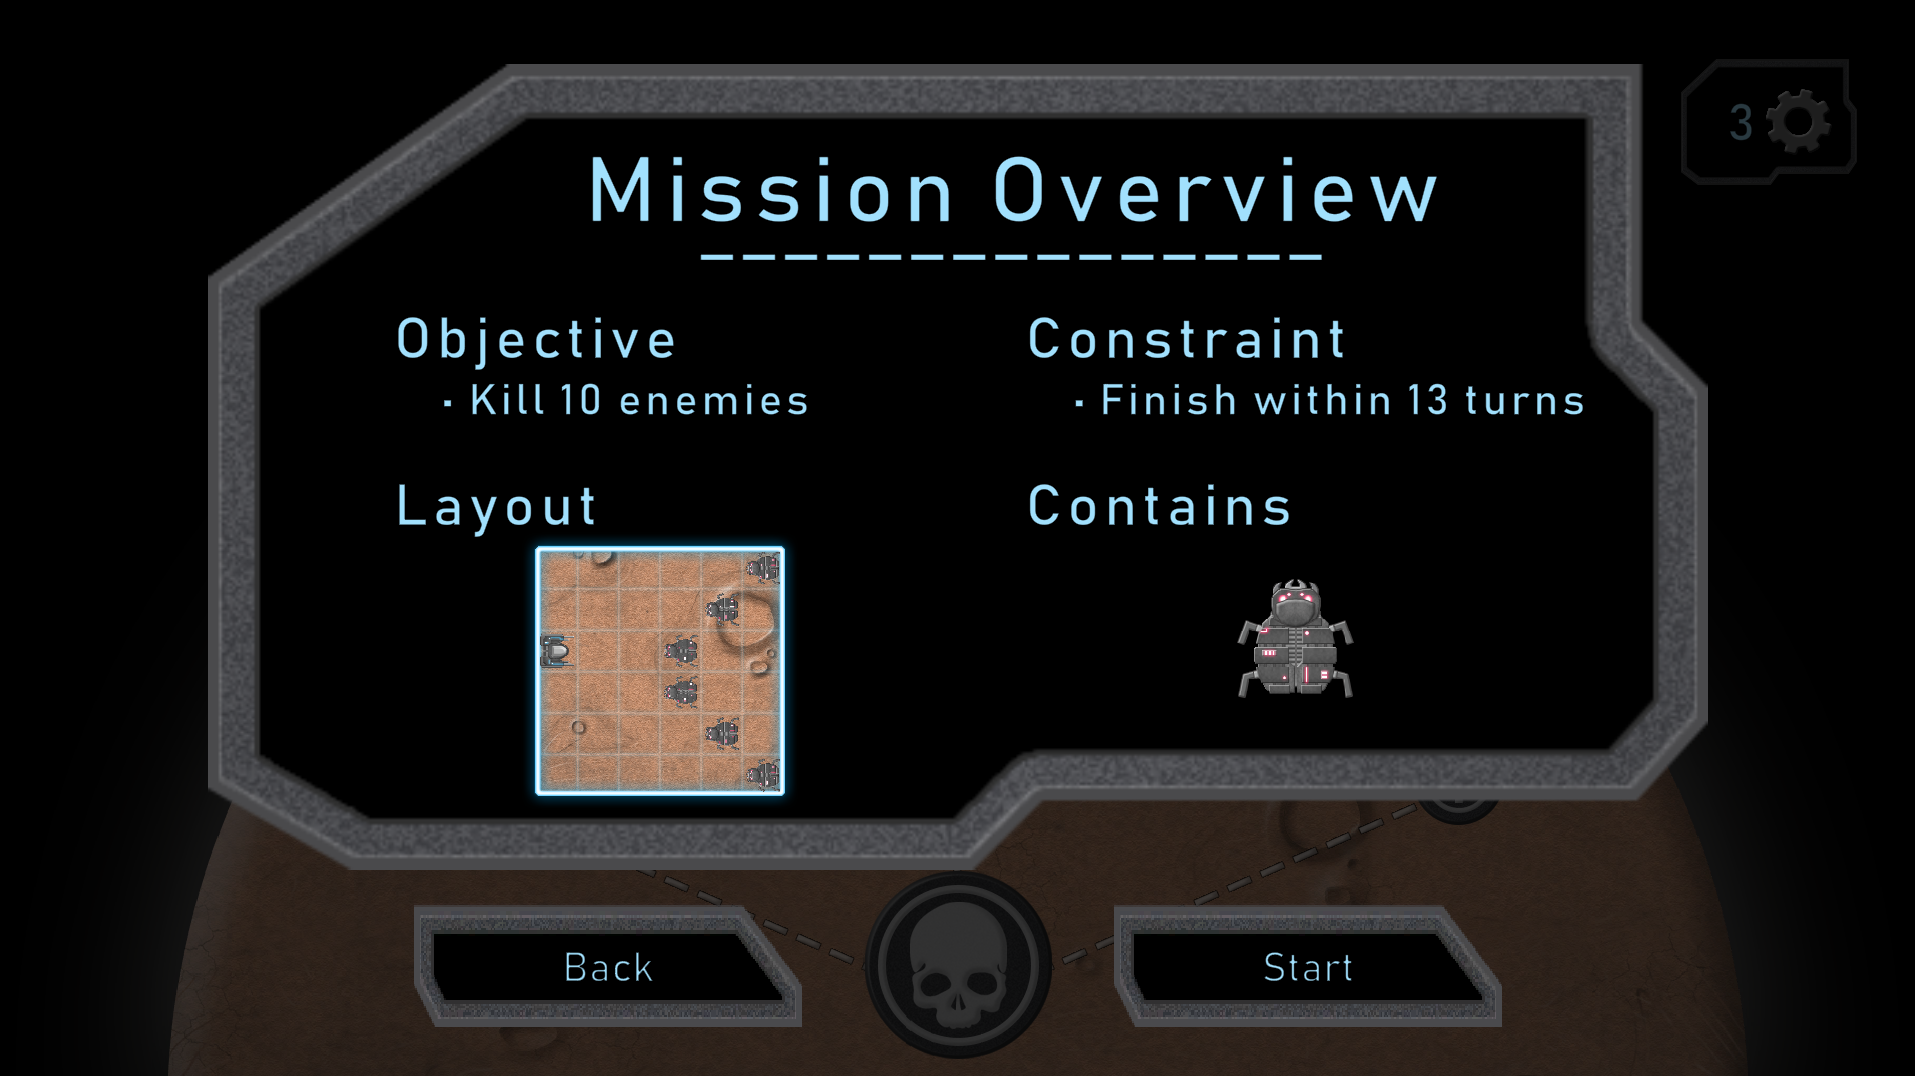 3
Mission Overview
Objective
· Kill 10 enemies
Constraint
· Finish within 13 turns
Layout
Contains
Back
Start